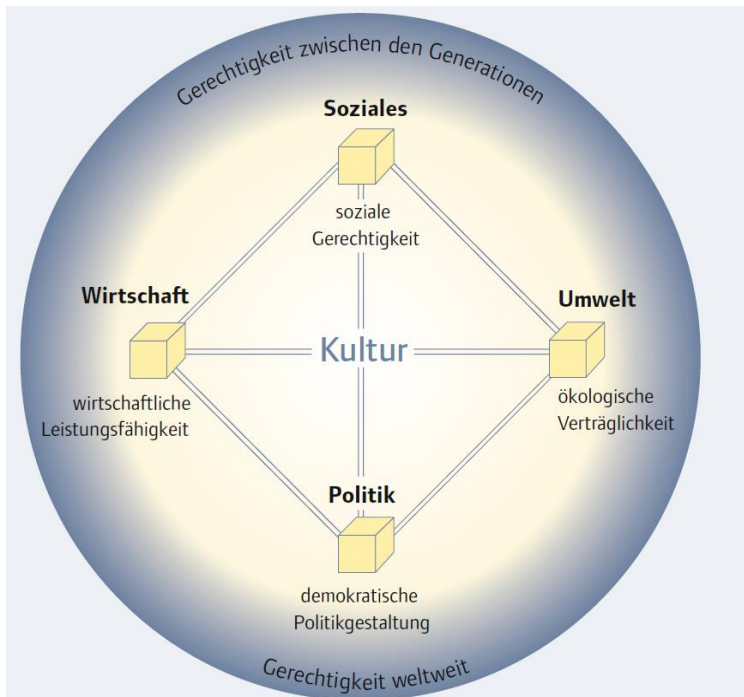 Gerechtigkeit zwischen den Generationen
Soziales
soziale
Gerechtigkeit
Wirtschaft
Umwelt
Kultur
wirtschaftliche
Leistungsfähigkeit
ökologische
Verträglichkeit
Politik
demokratische
Politikgestaltung
Gerechtigkeit weltweit